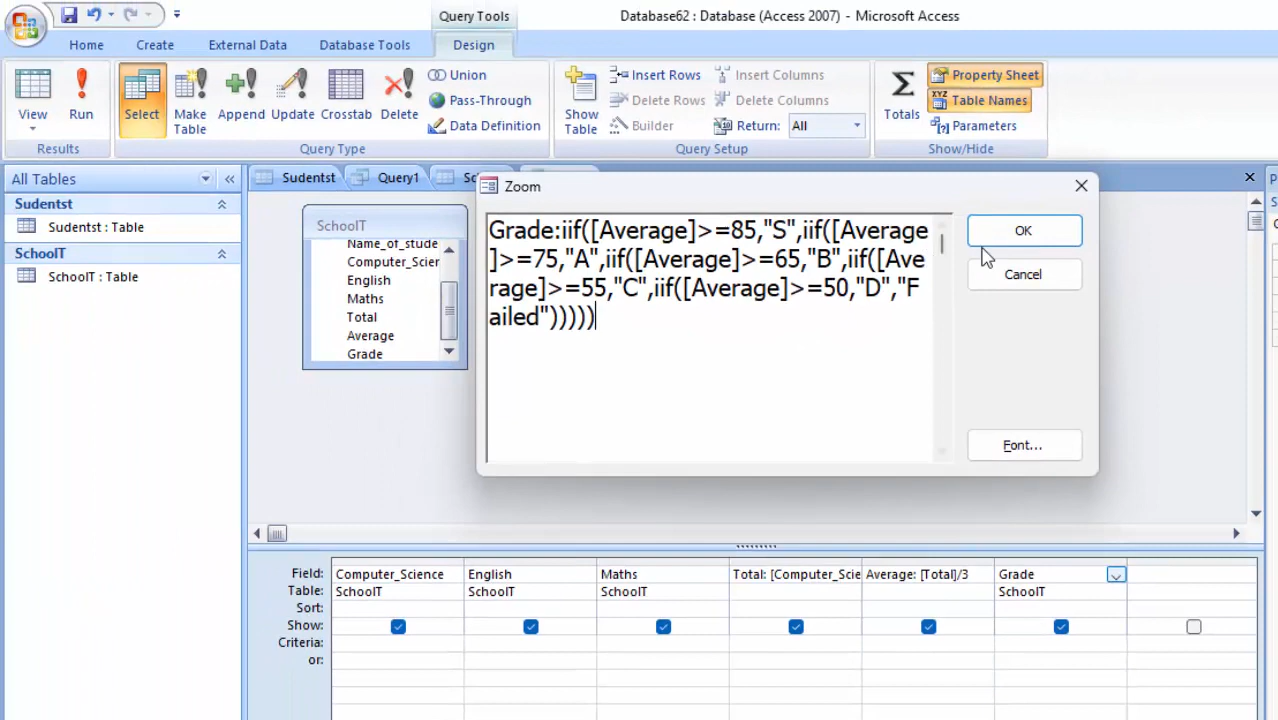 Query Tools
Database62 : Database (Access 2007) - Microsoft Access
Home Create External Data Database Tools Design
View
Run
Select
Make Table
Append
Update
Crosstab
Delete
Union
Pass-Through
Data Definition
Show Table
Insert Rows
Delete Rows
Builder
Insert Columns
Delete Columns
Return: All
Totals
Property Sheet
Table Names
Parameters
Results
Query Type
Query Setup
Show/Hide
All Tables
Sudentst
Sudentst : Table
SchoolT
SchoolT : Table
Sudentst Query1
SchoolT
Name_of_stude
Computer_Scier
English
Maths
Total
Average
Grade
Zoom
Grade:iif([Average]>=85,"S",iif([Average
]>=75,"A",iif([Average]>=65,"B",iif([Ave
rage]>=55,"C",iif([Average]>=50,"D","F
ailed")))))
OK
Cancel
Font...
Field: Computer_Science English Maths Total: [Computer_Scie Average: [Total]/3 Grade
Table: SchoolT SchoolT SchoolT SchoolT
Sort:
Show:
Criteria:
or: